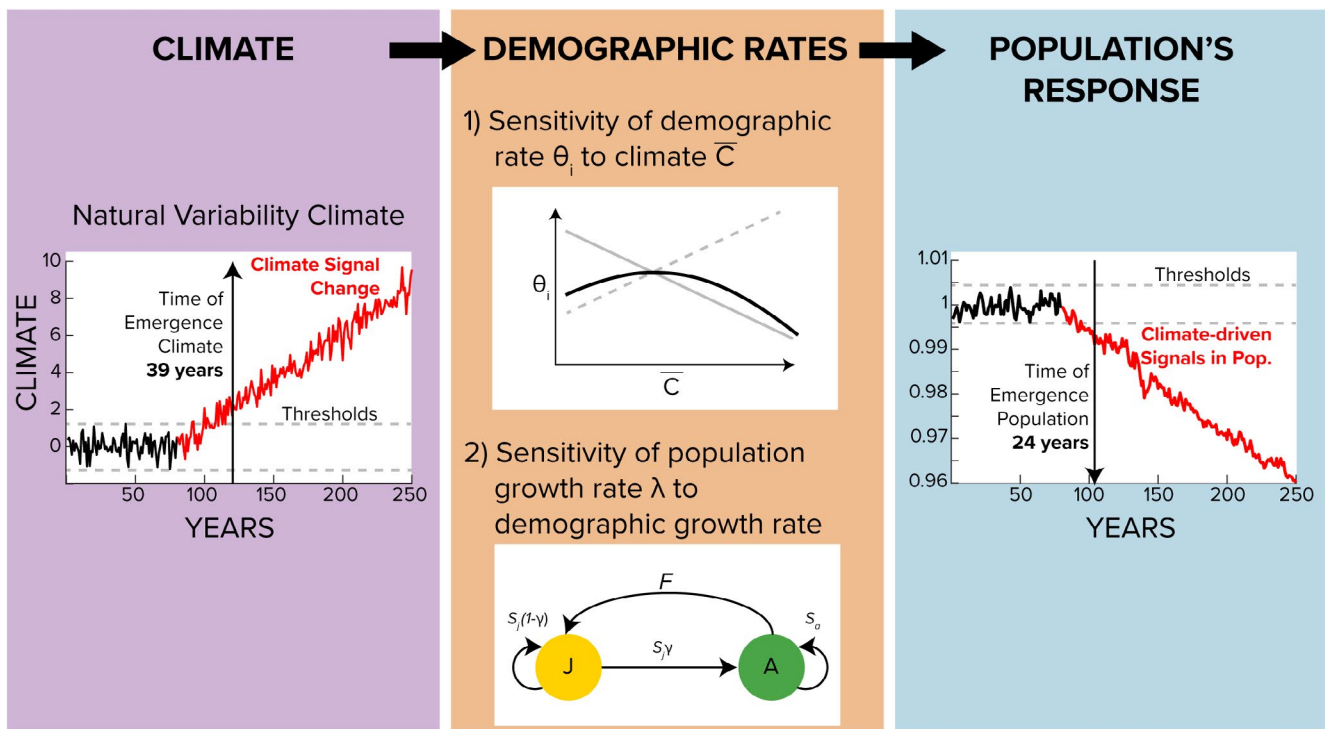 CLIMATE
DEMOGRAPHIC RATES
POPULATION'S
RESPONSE
Natural Variability Climate
CLIMATE
10
8
6
4
2
0
Climate Signal
Change
Time of
Emergence
Climate
39 years
Thresholds
50
100
150
200
250
YEARS
1) Sensitivity of demographic
rate θi to climate C̅
θi
C̅
2) Sensitivity of population
growth rate λ to
demographic growth rate
F
Sj(1-γ)
Sjγ
Sa
J
A
1.01
1
0.99
0.98
0.97
0.96
Thresholds
Climate-driven
Signals in Pop.
Time of
Emergence
Population
24 years
50
100
150
200
250
YEARS